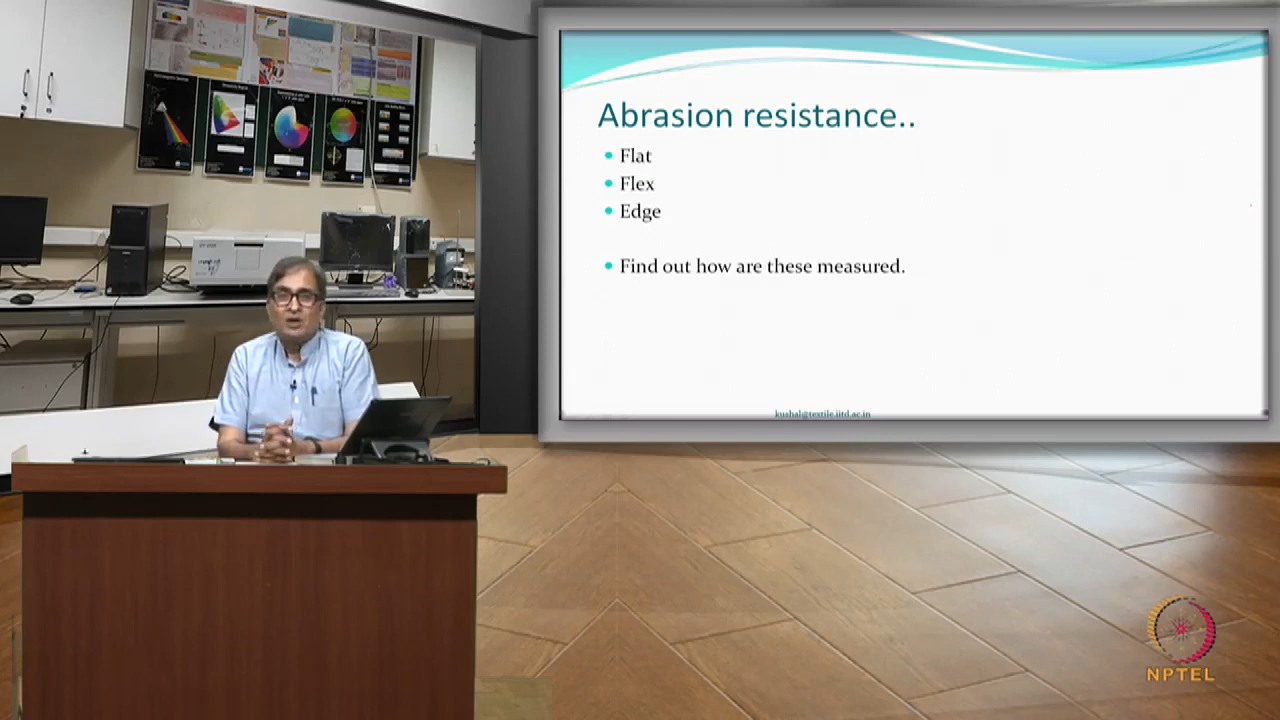 Abrasion resistance..
Flat
Flex
Edge
Find out how are these measured.
kushal@textile.iitd.ac.in
NPTEL